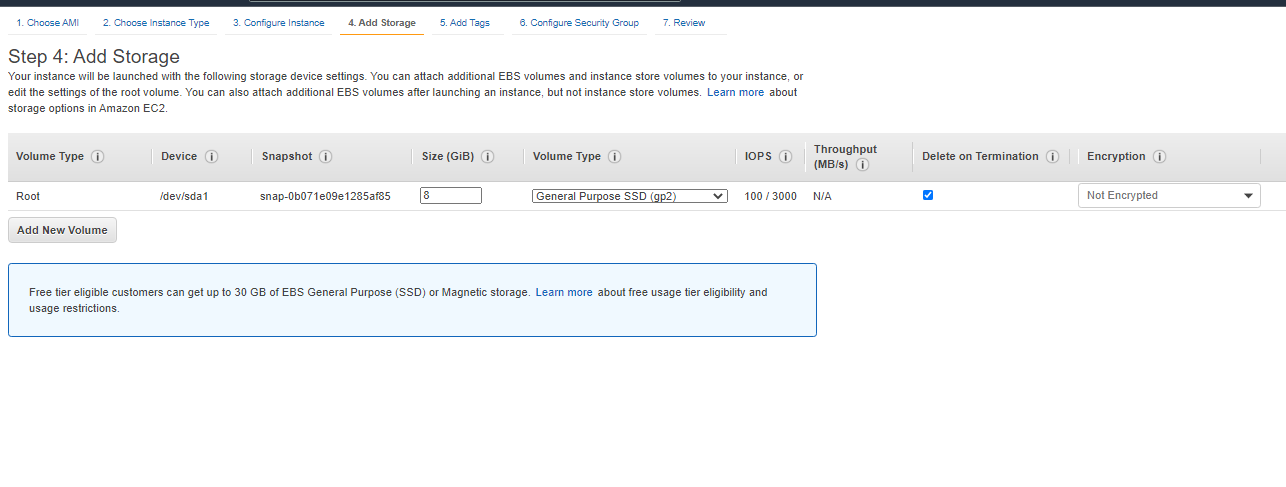 1. Choose AMI 2. Choose Instance Type 3. Configure Instance 4. Add Storage 5. Add Tags 6. Configure Security Group 7. Review
Step 4: Add Storage
Your instance will be launched with the following storage device settings. You can attach additional EBS volumes and instance store volumes to your instance, or
edit the settings of the root volume. You can also attach additional EBS volumes after launching an instance, but not instance store volumes. Learn more about
storage options in Amazon EC2.
Volume Type Device Snapshot Size (GiB) Volume Type IOPS Throughput (MB/s) Delete on Termination Encryption
Root /dev/sda1 snap-0b071e09e1285af85 8 General Purpose SSD (gp2) 100 / 3000 N/A Not Encrypted
Add New Volume
Free tier eligible customers can get up to 30 GB of EBS General Purpose (SSD) or Magnetic storage. Learn more about free usage tier eligibility and
usage restrictions.